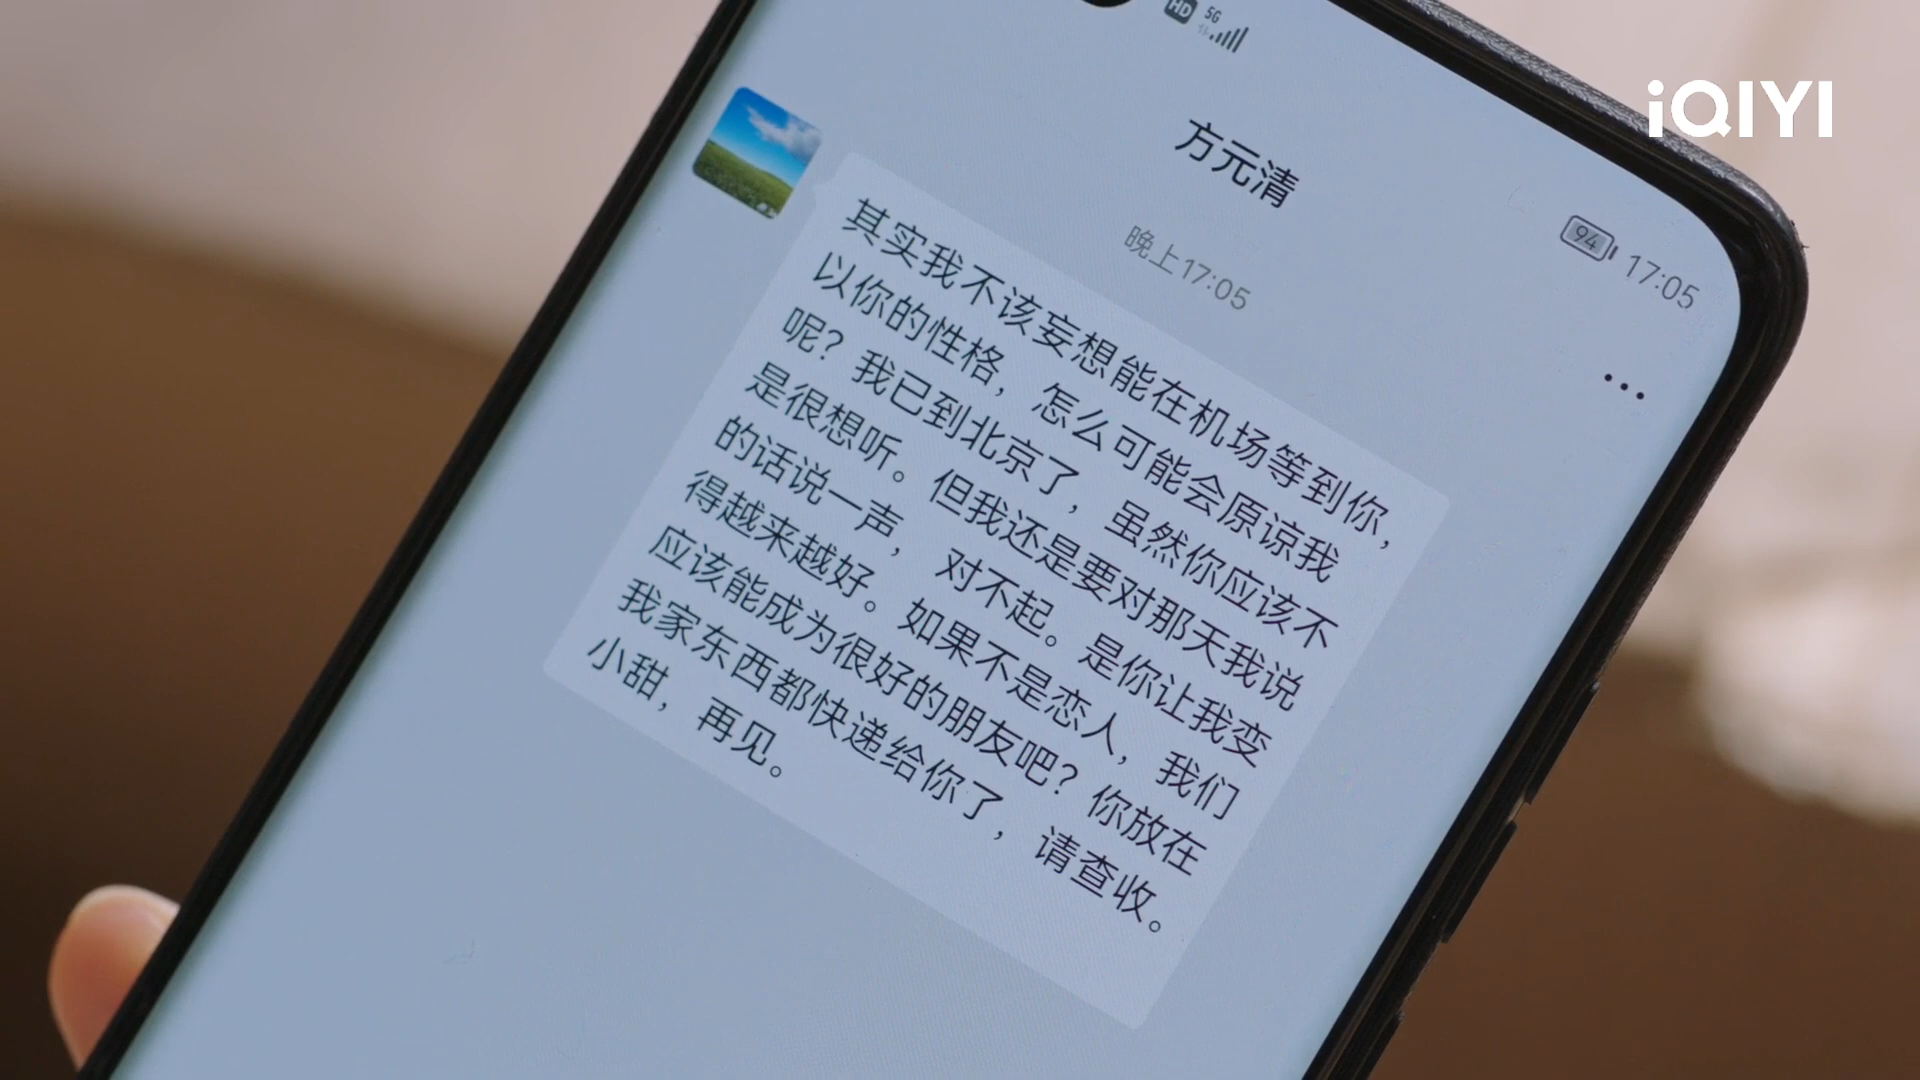 HD 5G
iQIYI
方元清
94 17:05
晚上17:05
其实我不该妄想能在机场等到你，
以你的性格，怎么可能会原谅我
呢？我已到北京了，虽然你应该不
是很想听。但我还是要对那天我说
的话说一声，对不起。是你让我变
得越来越好。如果不是恋人，我们
应该能成为很好的朋友吧？你放在
我家东西都快递给你了，请查收。
小甜，再见。